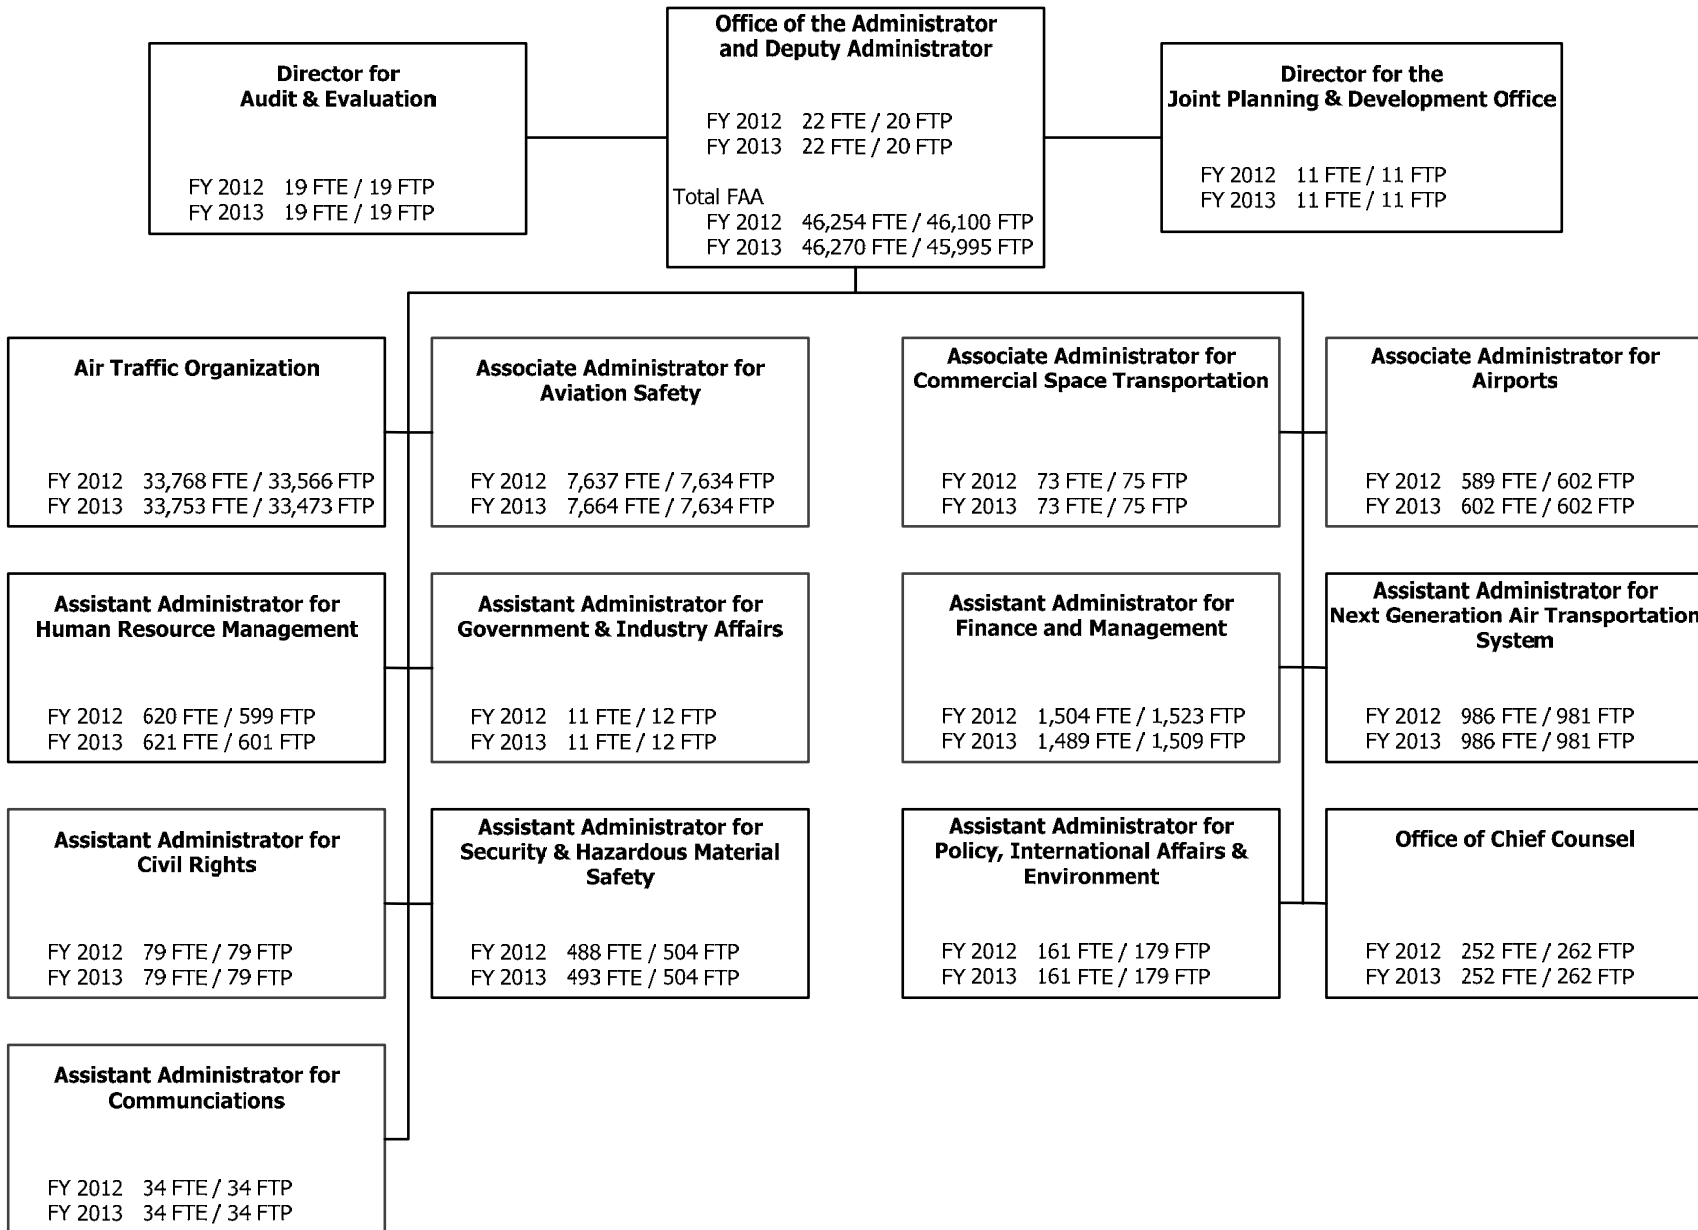 Office of the Administrator
and Deputy Administrator
FY 2012 22 FTE / 20 FTP
FY 2013 22 FTE / 20 FTP
Total FAA
FY 2012 46,254 FTE / 46,100 FTP
FY 2013 46,270 FTE / 45,995 FTP
Director for
Audit & Evaluation
FY 2012 19 FTE / 19 FTP
FY 2013 19 FTE / 19 FTP
Director for the
Joint Planning & Development Office
FY 2012 11 FTE / 11 FTP
FY 2013 11 FTE / 11 FTP
Air Traffic Organization
FY 2012 33,768 FTE / 33,566 FTP
FY 2013 33,753 FTE / 33,473 FTP
Associate Administrator for
Aviation Safety
FY 2012 7,637 FTE / 7,634 FTP
FY 2013 7,664 FTE / 7,634 FTP
Associate Administrator for
Commercial Space Transportation
FY 2012 73 FTE / 75 FTP
FY 2013 73 FTE / 75 FTP
Associate Administrator for
Airports
FY 2012 589 FTE / 602 FTP
FY 2013 602 FTE / 602 FTP
Assistant Administrator for
Human Resource Management
FY 2012 620 FTE / 599 FTP
FY 2013 621 FTE / 601 FTP
Assistant Administrator for
Government & Industry Affairs
FY 2012 11 FTE / 12 FTP
FY 2013 11 FTE / 12 FTP
Assistant Administrator for
Finance and Management
FY 2012 1,504 FTE / 1,523 FTP
FY 2013 1,489 FTE / 1,509 FTP
Assistant Administrator for
Next Generation Air Transportation
System
FY 2012 986 FTE / 981 FTP
FY 2013 986 FTE / 981 FTP
Assistant Administrator for
Civil Rights
FY 2012 79 FTE / 79 FTP
FY 2013 79 FTE / 79 FTP
Assistant Administrator for
Security & Hazardous Material
Safety
FY 2012 488 FTE / 504 FTP
FY 2013 493 FTE / 504 FTP
Assistant Administrator for
Policy, International Affairs &
Environment
FY 2012 161 FTE / 179 FTP
FY 2013 161 FTE / 179 FTP
Office of Chief Counsel
FY 2012 252 FTE / 262 FTP
FY 2013 252 FTE / 262 FTP
Assistant Administrator for
Communciations
FY 2012 34 FTE / 34 FTP
FY 2013 34 FTE / 34 FTP